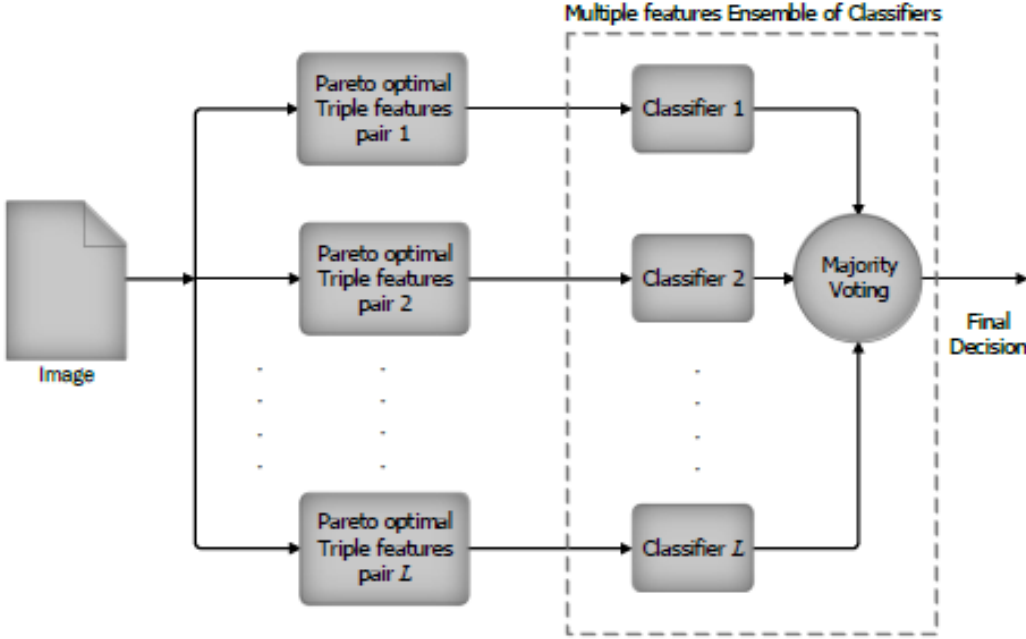 Multiple features Ensemble of Classifiers
Pareto optimal
Triple features
pair 1
Classifier 1
Pareto optimal
Triple features
pair 2
Classifier 2
Majority
Voting
Final
Decision
Image
Pareto optimal
Triple features
pair L
Classifier L